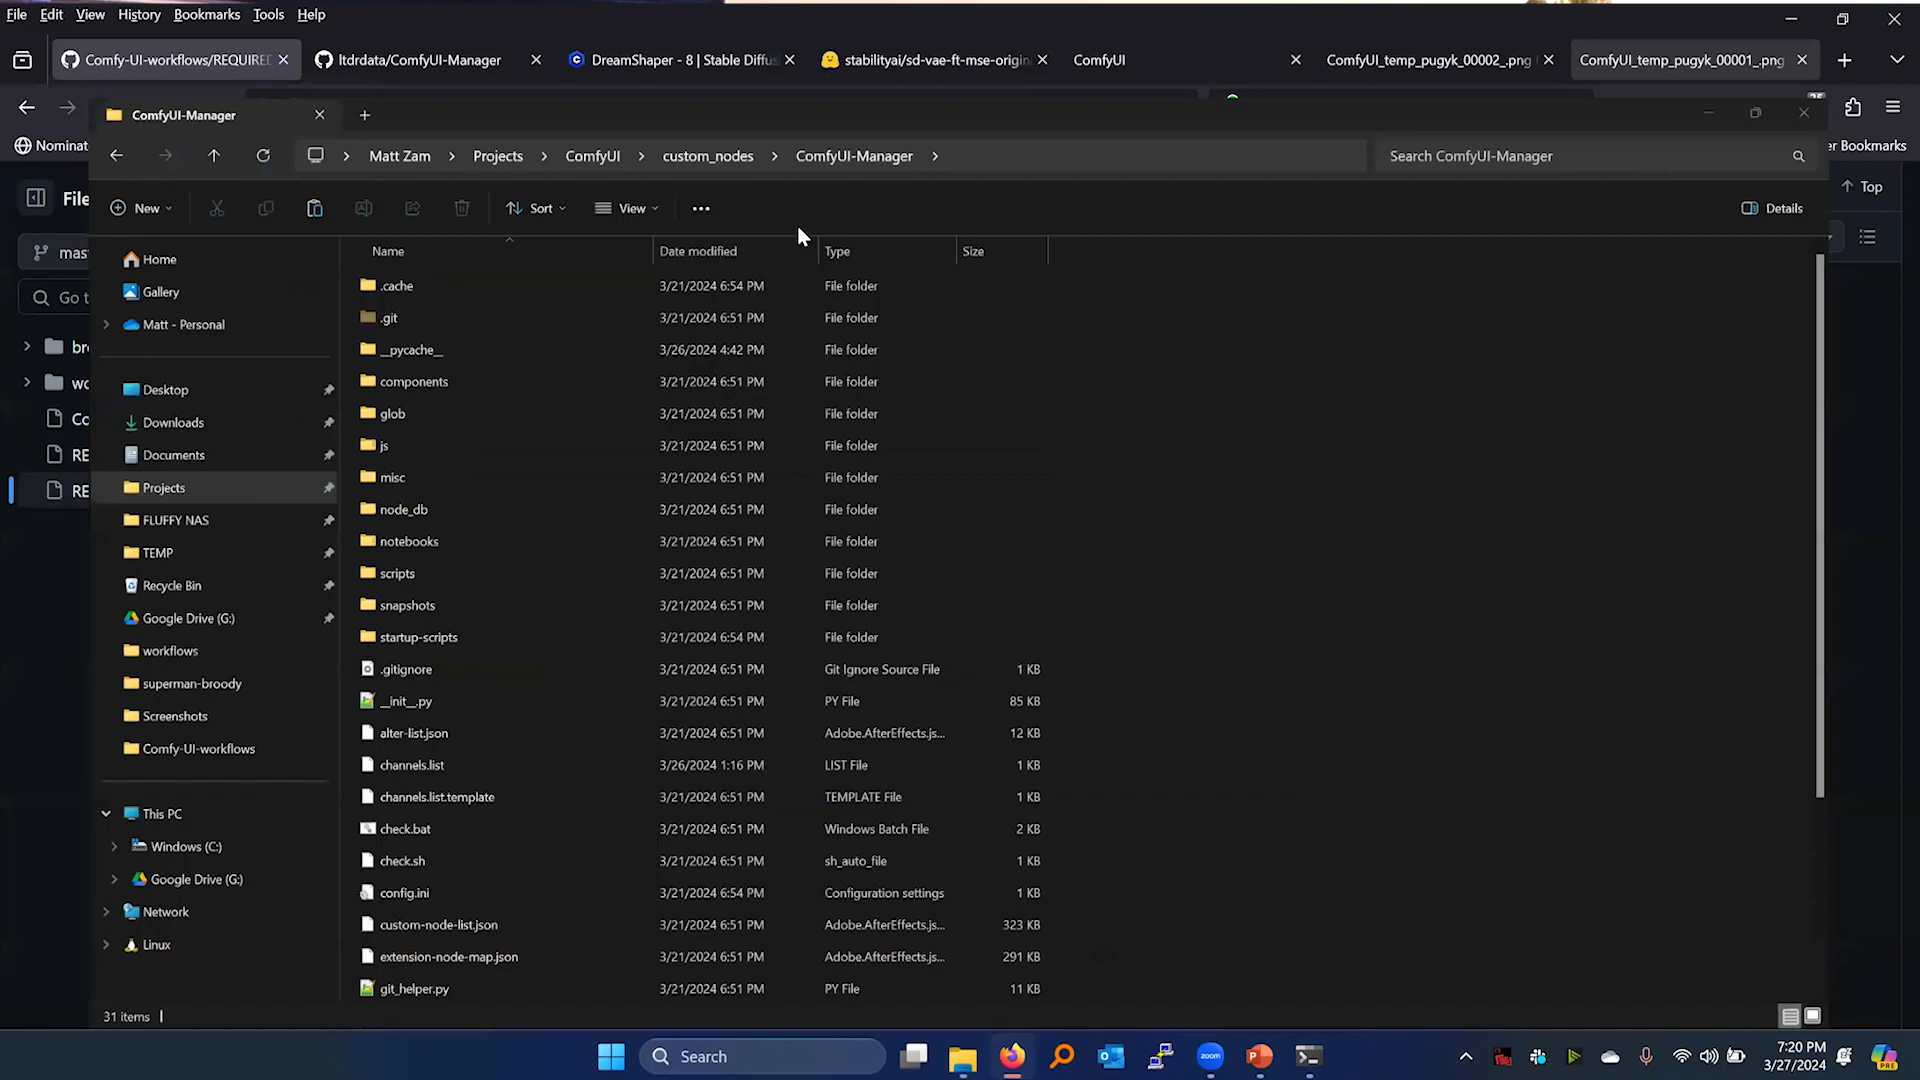 File Edit View History Bookmarks Tools Help
Comfy-UI-workflows/REQUIRED
ltdrdata/ComfyUI-Manager
DreamShaper - 8 | Stable Diffus
stabilityai/sd-vae-ft-mse-origin
ComfyUI
ComfyUI_temp_pugyk_00002_.png
ComfyUI_temp_pugyk_00001_.png
ComfyUI-Manager
Nominat
er Bookmarks
Matt Zam > Projects > ComfyUI > custom_nodes > ComfyUI-Manager >
Search ComfyUI-Manager
Top
File
New
Sort
View
Details
mas
Go t
Name Date modified Type Size
Home
Gallery
Matt - Personal
Desktop
Downloads
Documents
Projects
FLUFFY NAS
TEMP
Recycle Bin
Google Drive (G:)
workflows
superman-broody
Screenshots
Comfy-UI-workflows
This PC
Windows (C:)
Google Drive (G:)
Network
Linux
br
wo
Co
RE
RE
.cache 3/21/2024 6:54 PM File folder
.git 3/21/2024 6:51 PM File folder
__pycache__ 3/26/2024 4:42 PM File folder
components 3/21/2024 6:51 PM File folder
glob 3/21/2024 6:51 PM File folder
js 3/21/2024 6:51 PM File folder
misc 3/21/2024 6:51 PM File folder
node_db 3/21/2024 6:51 PM File folder
notebooks 3/21/2024 6:51 PM File folder
scripts 3/21/2024 6:51 PM File folder
snapshots 3/21/2024 6:51 PM File folder
startup-scripts 3/21/2024 6:54 PM File folder
.gitignore 3/21/2024 6:51 PM Git Ignore Source File 1 KB
__init__.py 3/21/2024 6:51 PM PY File 85 KB
alter-list.json 3/21/2024 6:51 PM Adobe.AfterEffects.js... 12 KB
channels.list 3/26/2024 1:16 PM LIST File 1 KB
channels.list.template 3/21/2024 6:51 PM TEMPLATE File 1 KB
check.bat 3/21/2024 6:51 PM Windows Batch File 2 KB
check.sh 3/21/2024 6:51 PM sh_auto_file 1 KB
config.ini 3/21/2024 6:54 PM Configuration settings 1 KB
custom-node-list.json 3/21/2024 6:51 PM Adobe.AfterEffects.js... 323 KB
extension-node-map.json 3/21/2024 6:51 PM Adobe.AfterEffects.js... 291 KB
git_helper.py 3/21/2024 6:51 PM PY File 11 KB
31 items
Search
zoom
7:20 PM
3/27/2024
PRE